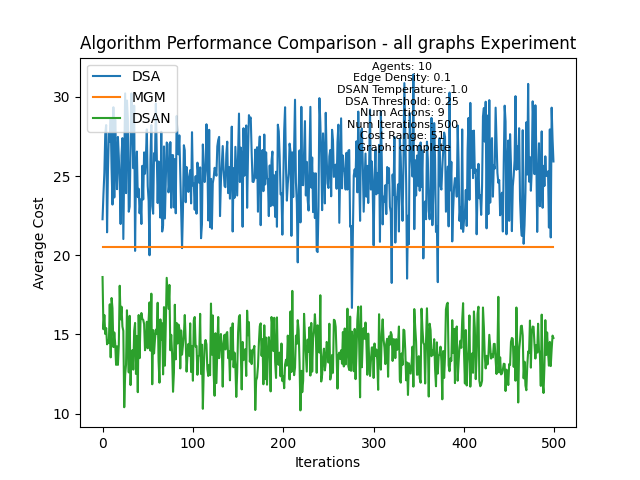 Algorithm Performance Comparison - all graphs Experiment
DSA
MGM
DSAN
Agents: 10
Edge Density: 0.1
DSAN Temperature: 1.0
DSA Threshold: 0.25
Num Actions: 9
Num Iterations: 500
Cost Range: 51
Graph: complete
Average Cost
30
25
20
15
10
0
100
200
300
400
500
Iterations